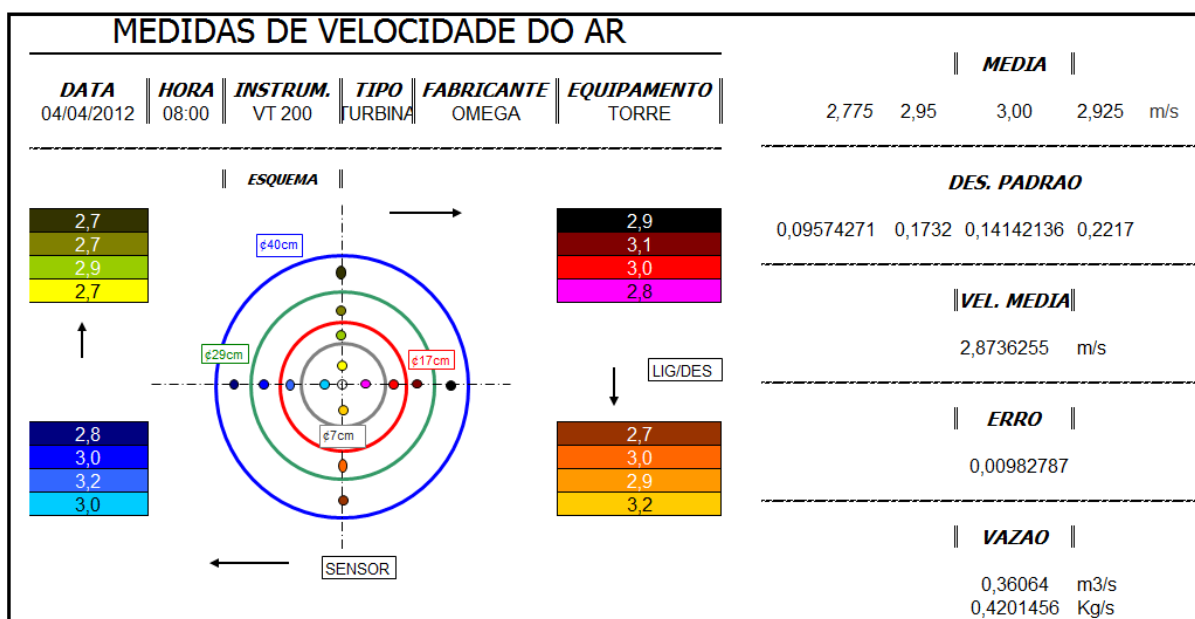 MEDIDAS DE VELOCIDADE DO AR
DATA HORA INSTRUM. TIPO FABRICANTE EQUIPAMENTO
04/04/2012 08:00 VT 200 TURBINA OMEGA TORRE
ESQUEMA
2,7
2,7
2,9
2,7
¢40cm
¢29cm
¢17cm
¢7cm
2,9
3,1
3,0
2,8
LIG/DES
2,8
3,0
3,2
3,0
2,7
3,0
2,9
3,2
SENSOR
MEDIA
2,775 2,95 3,00 2,925 m/s
DES. PADRAO
0,09574271 0,1732 0,14142136 0,2217
VEL. MEDIA
2,8736255 m/s
ERRO
0,00982787
VAZAO
0,36064 m3/s
0,4201456 Kg/s